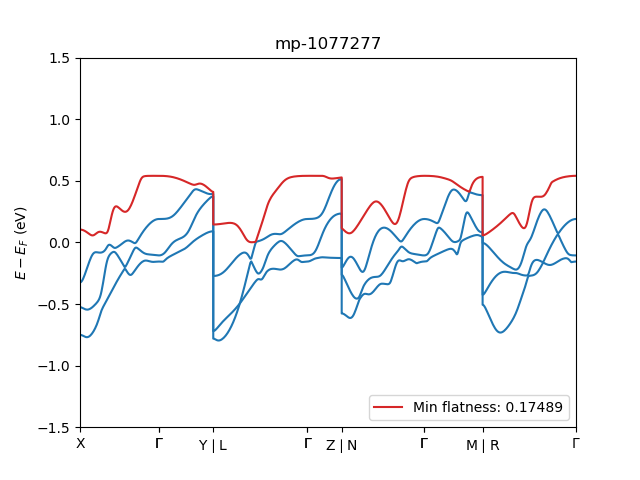 mp-1077277
E − E_F (eV)
1.5
1.0
0.5
0.0
−0.5
−1.0
−1.5
Min flatness: 0.17489
X Γ Y | L Γ Z | N Γ M | R Γ